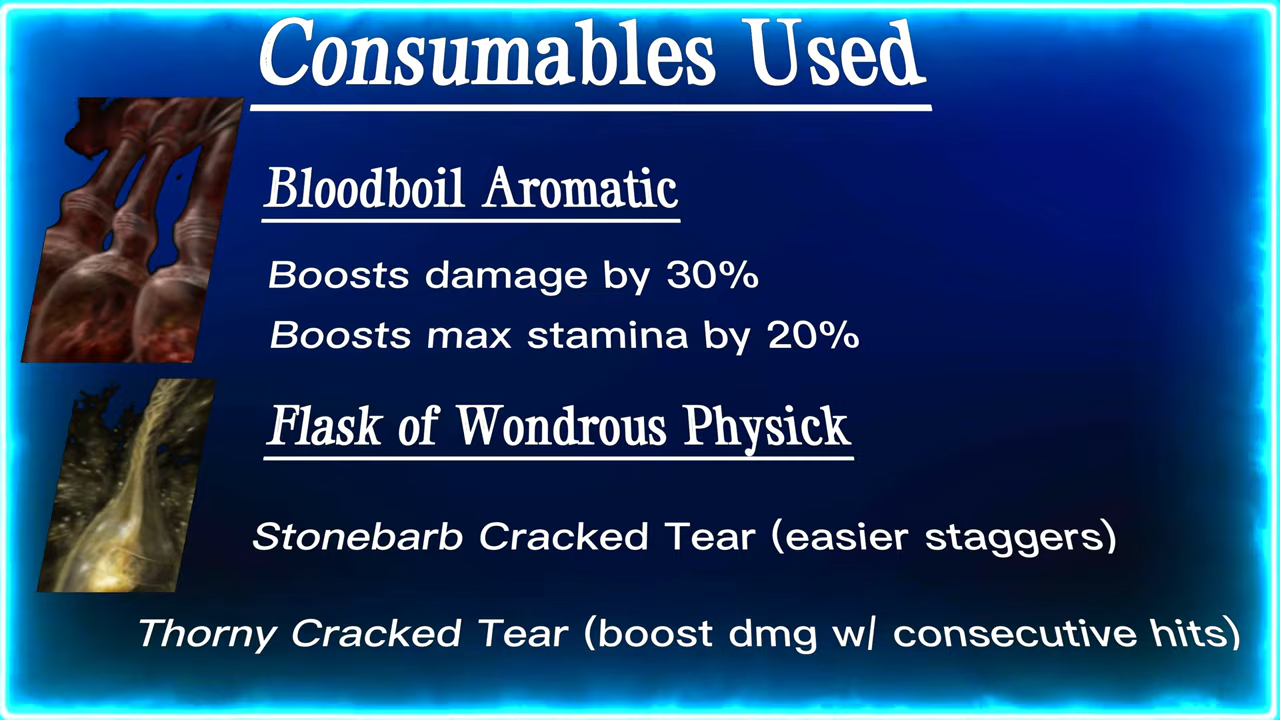 Consumables Used
Bloodboil Aromatic
Boosts damage by 30%
Boosts max stamina by 20%
Flask of Wondrous Physick
Stonebarb Cracked Tear (easier staggers)
Thorny Cracked Tear (boost dmg w/ consecutive hits)